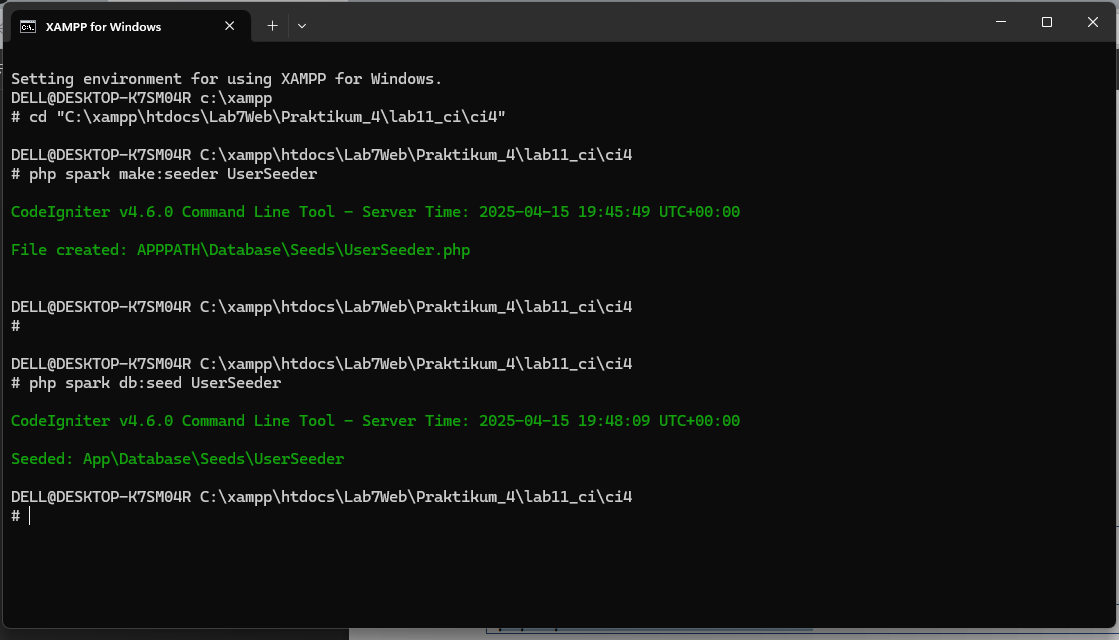 XAMPP for Windows
Setting environment for using XAMPP for Windows.
DELL@DESKTOP-K7SM04R c:\xampp
# cd "C:\xampp\htdocs\Lab7Web\Praktikum_4\lab11_ci\ci4"
DELL@DESKTOP-K7SM04R C:\xampp\htdocs\Lab7Web\Praktikum_4\lab11_ci\ci4
# php spark make:seeder UserSeeder
CodeIgniter v4.6.0 Command Line Tool - Server Time: 2025-04-15 19:45:49 UTC+00:00
File created: APPPATH\Database\Seeds\UserSeeder.php
DELL@DESKTOP-K7SM04R C:\xampp\htdocs\Lab7Web\Praktikum_4\lab11_ci\ci4
#
DELL@DESKTOP-K7SM04R C:\xampp\htdocs\Lab7Web\Praktikum_4\lab11_ci\ci4
# php spark db:seed UserSeeder
CodeIgniter v4.6.0 Command Line Tool - Server Time: 2025-04-15 19:48:09 UTC+00:00
Seeded: App\Database\Seeds\UserSeeder
DELL@DESKTOP-K7SM04R C:\xampp\htdocs\Lab7Web\Praktikum_4\lab11_ci\ci4
#